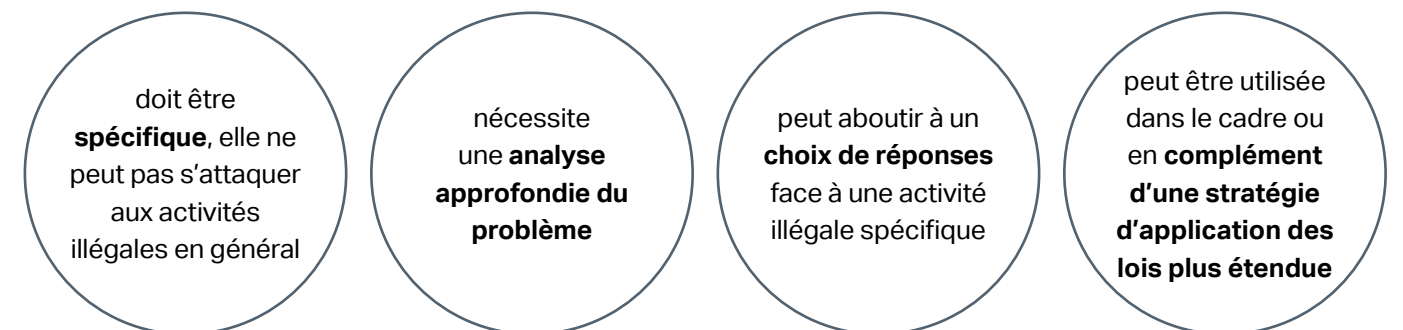 doit être
spécifique, elle ne
peut pas s'attaquer
aux activités
illégales en général
nécessite
une analyse
approfondie du
problème
peut aboutir à un
choix de réponses
face à une activité
illégale spécifique
peut être utilisée
dans le cadre ou
en complément
d'une stratégie
d'application des
lois plus étendue